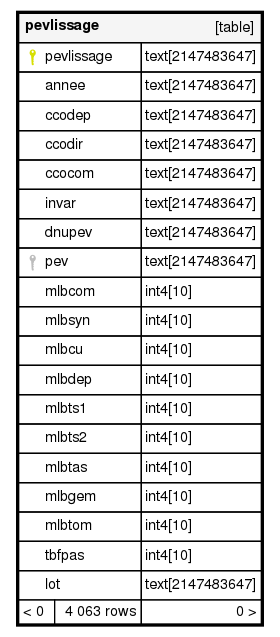 pevlissage [table]
pevlissage text[2147483647]
annee text[2147483647]
ccodep text[2147483647]
ccodir text[2147483647]
ccocom text[2147483647]
invar text[2147483647]
dnupev text[2147483647]
pev text[2147483647]
mlbcom int4[10]
mlbsyn int4[10]
mlbcu int4[10]
mlbdep int4[10]
mlbts1 int4[10]
mlbts2 int4[10]
mlbtas int4[10]
mlbgem int4[10]
mlbtom int4[10]
tbfpas int4[10]
lot text[2147483647]
< 0 4 063 rows 0 >